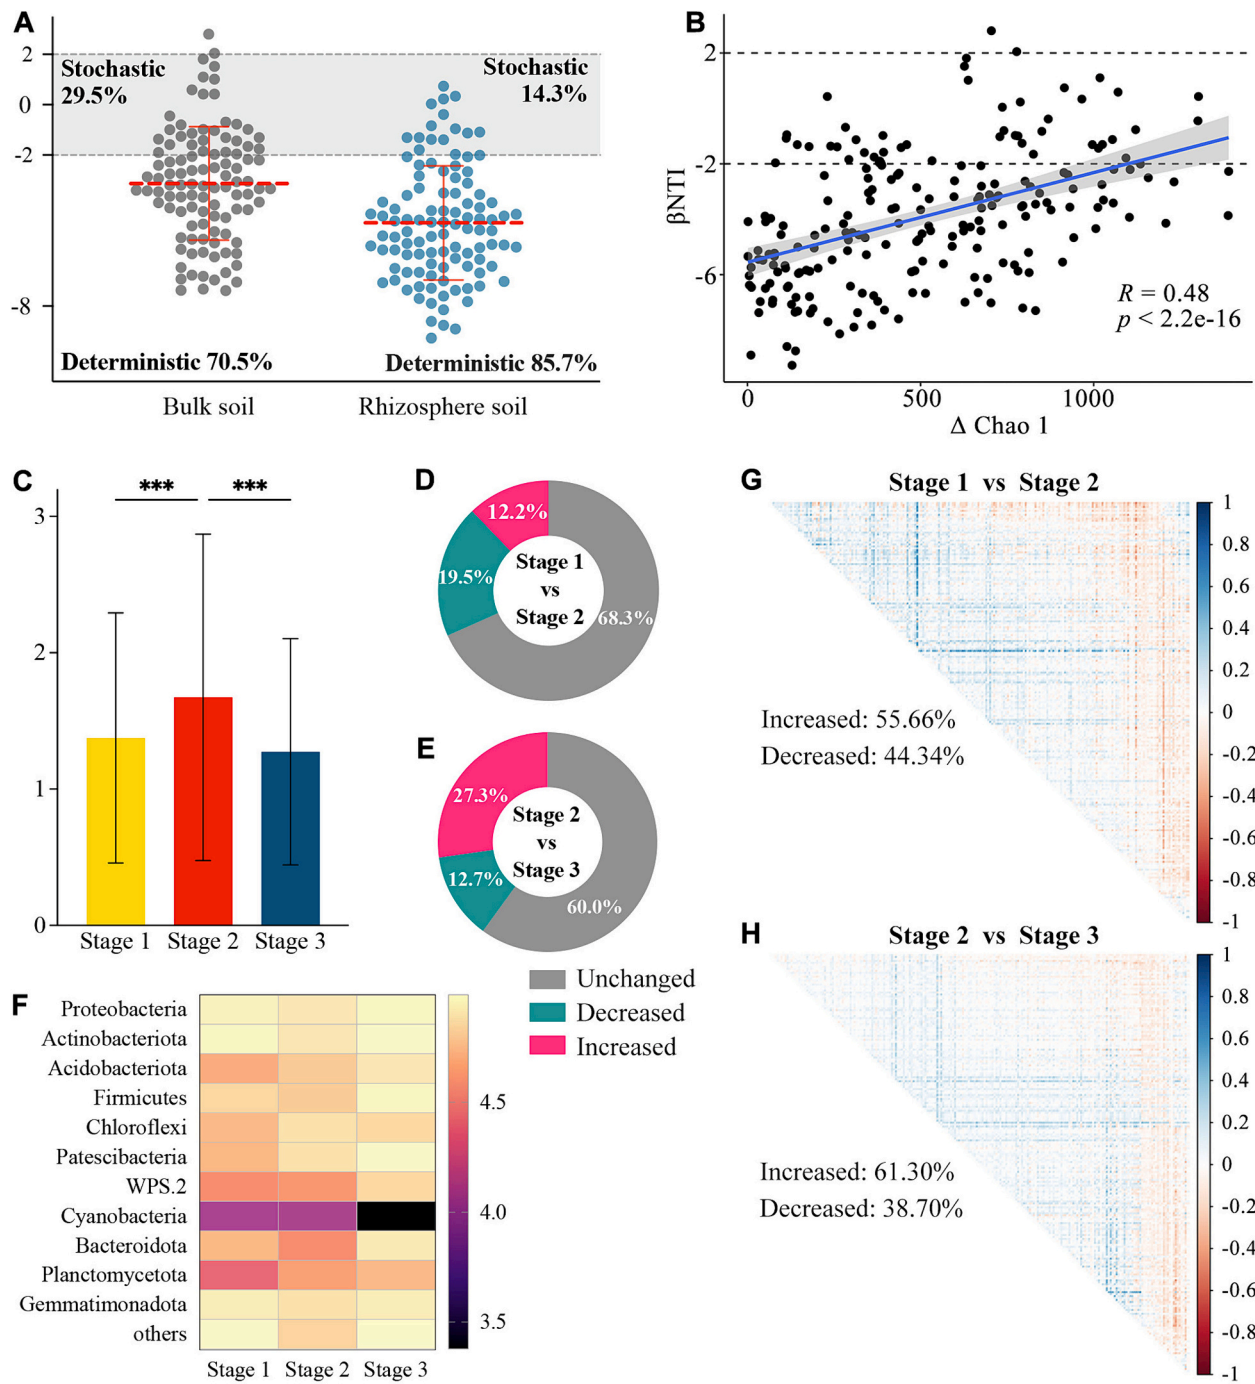 A
2
0
-2
-8
Stochastic
29.5%
Stochastic
14.3%
Deterministic 70.5%
Deterministic 85.7%
Bulk soil
Rhizosphere soil
B
βNTI
2
-2
-6
R = 0.48
p < 2.2e-16
0
500
1000
Δ Chao 1
C
***
***
3
2
1
0
Stage 1
Stage 2
Stage 3
D
12.2%
19.5%
68.3%
Stage 1
vs
Stage 2
E
27.3%
12.7%
60.0%
Stage 2
vs
Stage 3
Unchanged
Decreased
Increased
F
Proteobacteria
Actinobacteriota
Acidobacteriota
Firmicutes
Chloroflexi
Patescibacteria
WPS.2
Cyanobacteria
Bacteroidota
Planctomycetota
Gemmatimonadota
others
Stage 1
Stage 2
Stage 3
4.5
4.0
3.5
G
Stage 1 vs Stage 2
Increased: 55.66%
Decreased: 44.34%
1
0.8
0.6
0.4
0.2
0
-0.2
-0.4
-0.6
-0.8
-1
H
Stage 2 vs Stage 3
Increased: 61.30%
Decreased: 38.70%
1
0.8
0.6
0.4
0.2
0
-0.2
-0.4
-0.6
-0.8
-1